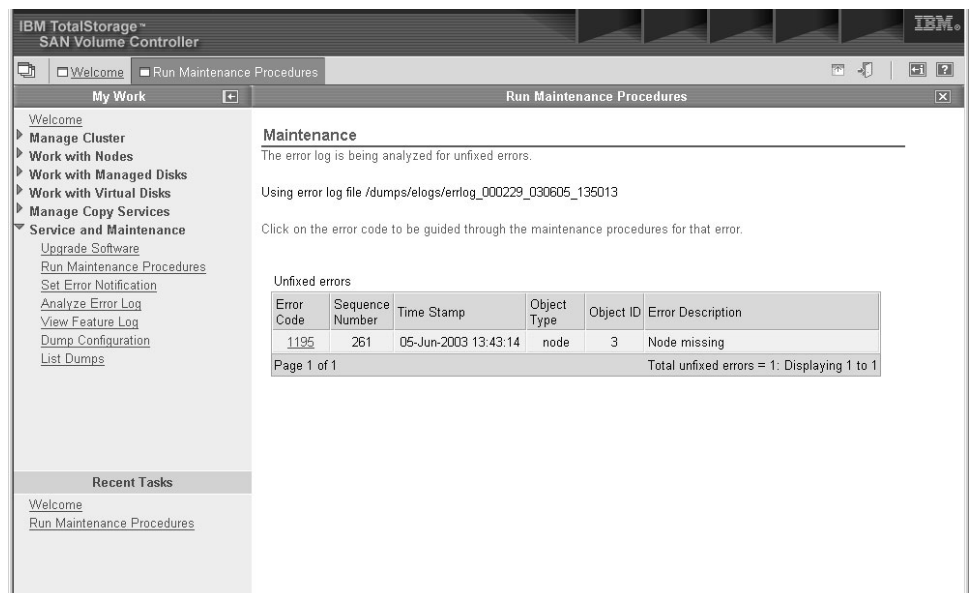 IBM TotalStorage™
SAN Volume Controller
IBM®
Welcome
Run Maintenance Procedures
My Work
Run Maintenance Procedures
Welcome
Manage Cluster
Work with Nodes
Work with Managed Disks
Work with Virtual Disks
Manage Copy Services
Service and Maintenance
Upgrade Software
Run Maintenance Procedures
Set Error Notification
Analyze Error Log
View Feature Log
Dump Configuration
List Dumps
Recent Tasks
Welcome
Run Maintenance Procedures
Maintenance
The error log is being analyzed for unfixed errors.
Using error log file /dumps/elogs/errlog_000229_030605_135013
Click on the error code to be guided through the maintenance procedures for that error.
Unfixed errors
Error Code Sequence Number Time Stamp Object Type Object ID Error Description
1195 261 05-Jun-2003 13:43:14 node 3 Node missing
Page 1 of 1 Total unfixed errors = 1: Displaying 1 to 1